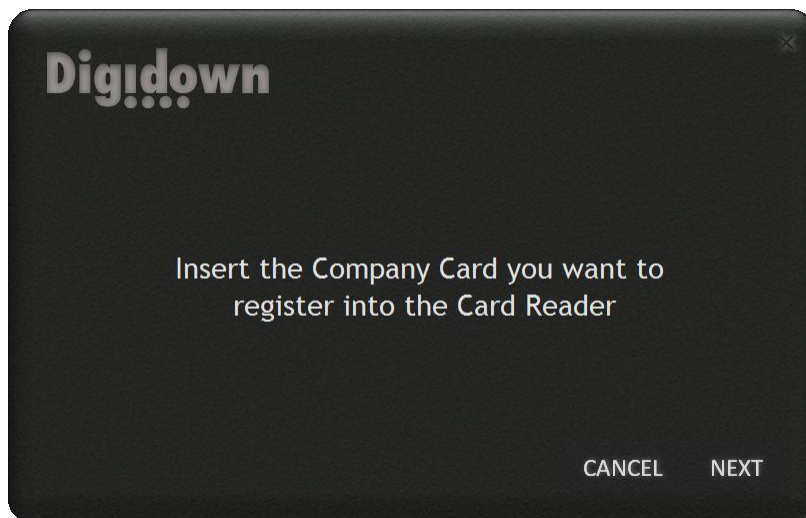 Digidown
Insert the Company Card you want to
register into the Card Reader
CANCEL NEXT